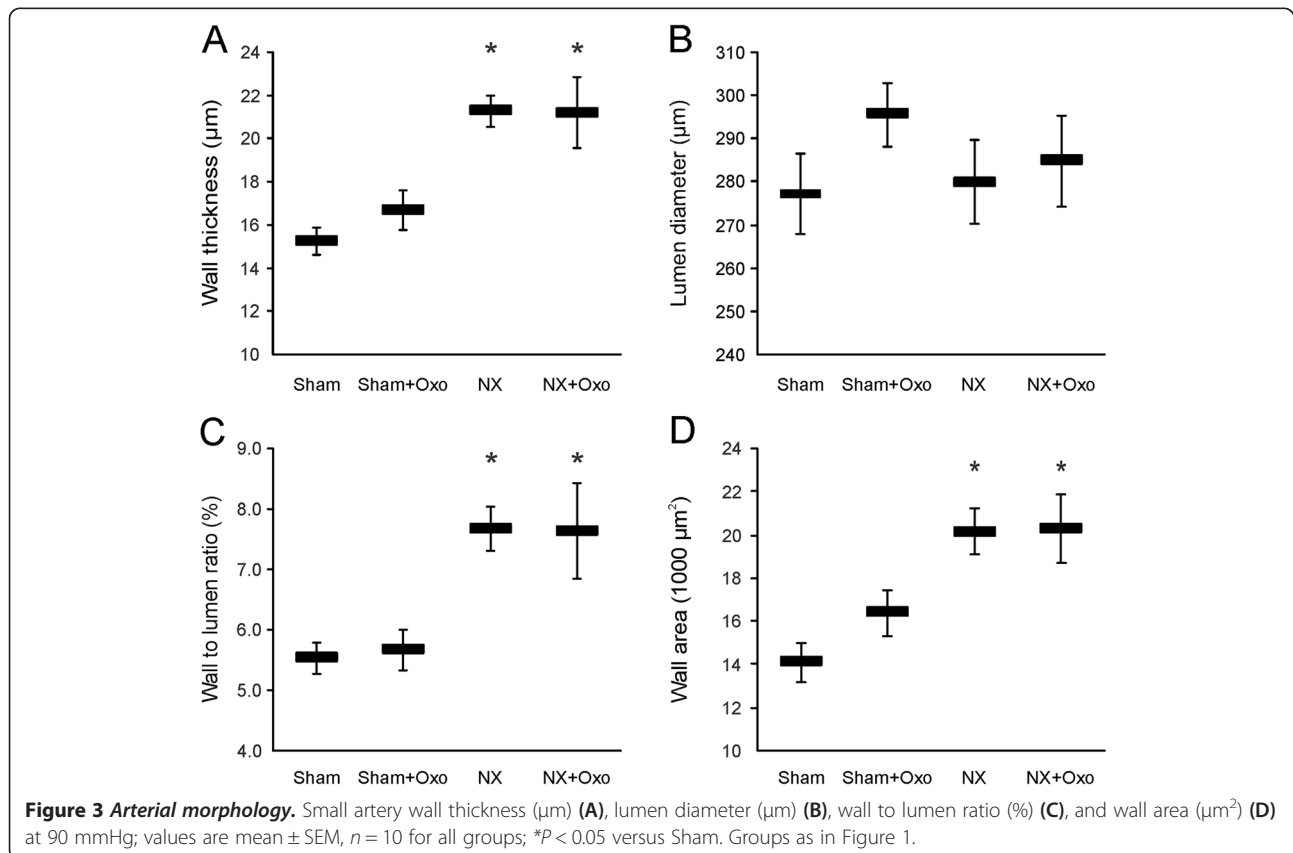 A
Wall thickness (µm)
24
22
20
18
16
14
12
10
* *
Sham Sham+Oxo NX NX+Oxo
B
Lumen diameter (µm)
310
300
290
280
270
260
250
240
Sham Sham+Oxo NX NX+Oxo
C
Wall to lumen ratio (%)
9.0
8.0
7.0
6.0
5.0
4.0
* *
Sham Sham+Oxo NX NX+Oxo
D
Wall area (1000 µm²)
24
22
20
18
16
14
12
10
* *
Sham Sham+Oxo NX NX+Oxo
Figure 3 Arterial morphology. Small artery wall thickness (µm) (A), lumen diameter (µm) (B), wall to lumen ratio (%) (C), and wall area (µm²) (D)
at 90 mmHg; values are mean ± SEM, n = 10 for all groups; *P < 0.05 versus Sham. Groups as in Figure 1.